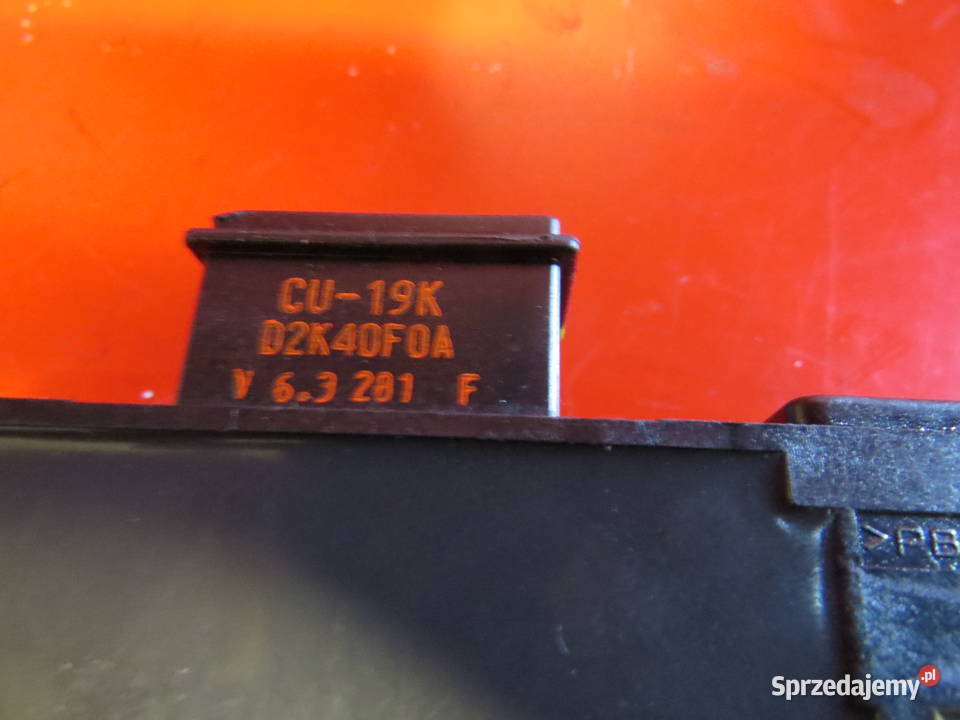 CU-19K
D2K40F0A
V 6.3 281 F
>PB
Sprzedajemy.pl